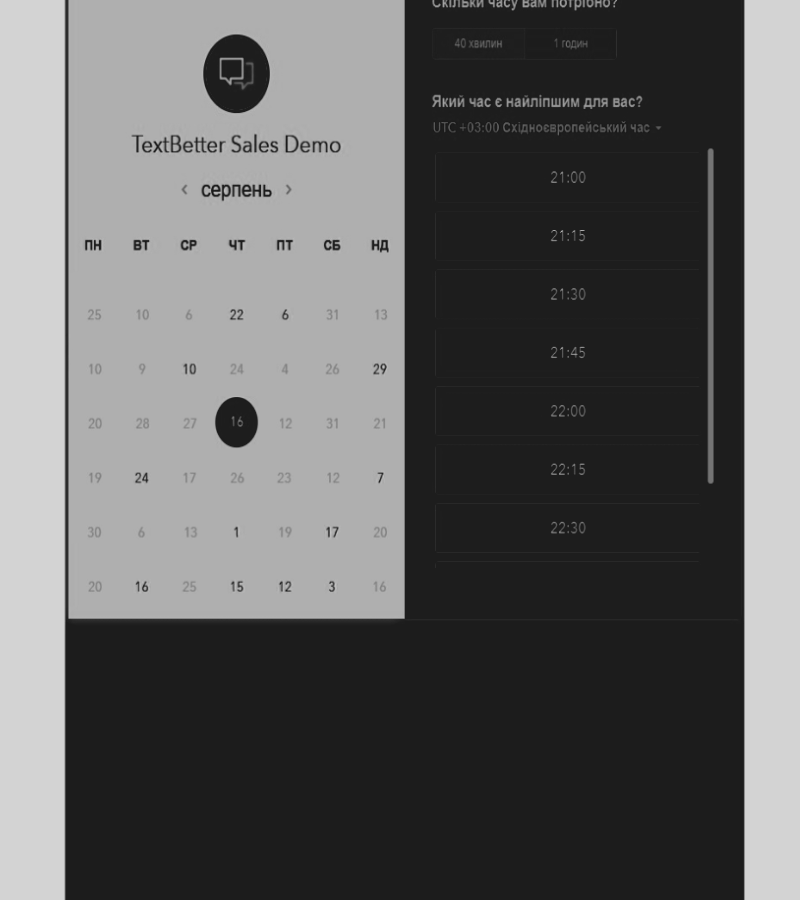 TextBetter Sales Demo
‹ серпень ›
ПН ВТ СР ЧТ ПТ СБ НД
25 10 6 22 6 31 13
10 9 10 24 4 26 29
20 28 27 16 12 31 21
19 24 17 26 23 12 7
30 6 13 1 19 17 20
20 16 25 15 12 3 16
Скільки часу вам потрібно?
40 хвилин 1 годин
Який час є найліпшим для вас?
UTC +03:00 Східноєвропейський час
21:00
21:15
21:30
21:45
22:00
22:15
22:30